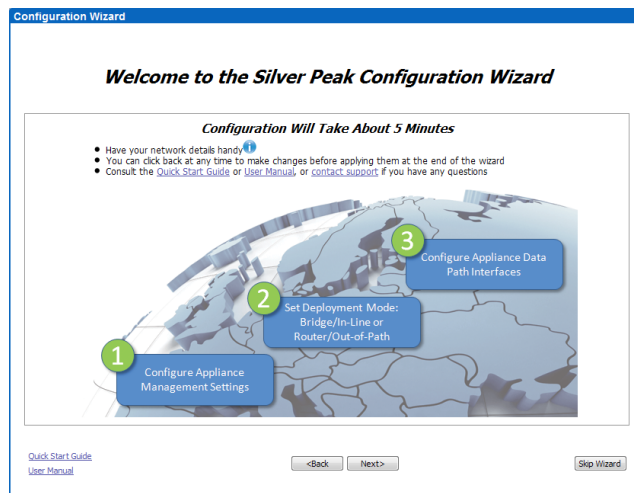 Configuration Wizard
Welcome to the Silver Peak Configuration Wizard
Configuration Will Take About 5 Minutes
• Have your network details handy i
• You can click back at any time to make changes before applying them at the end of the wizard
• Consult the Quick Start Guide or User Manual, or contact support if you have any questions
3
Configure Appliance Data
Path Interfaces
2
Set Deployment Mode:
Bridge/In-Line or
Router/Out-of-Path
1
Configure Appliance
Management Settings
Quick Start Guide
User Manual
<Back
Next>
Skip Wizard